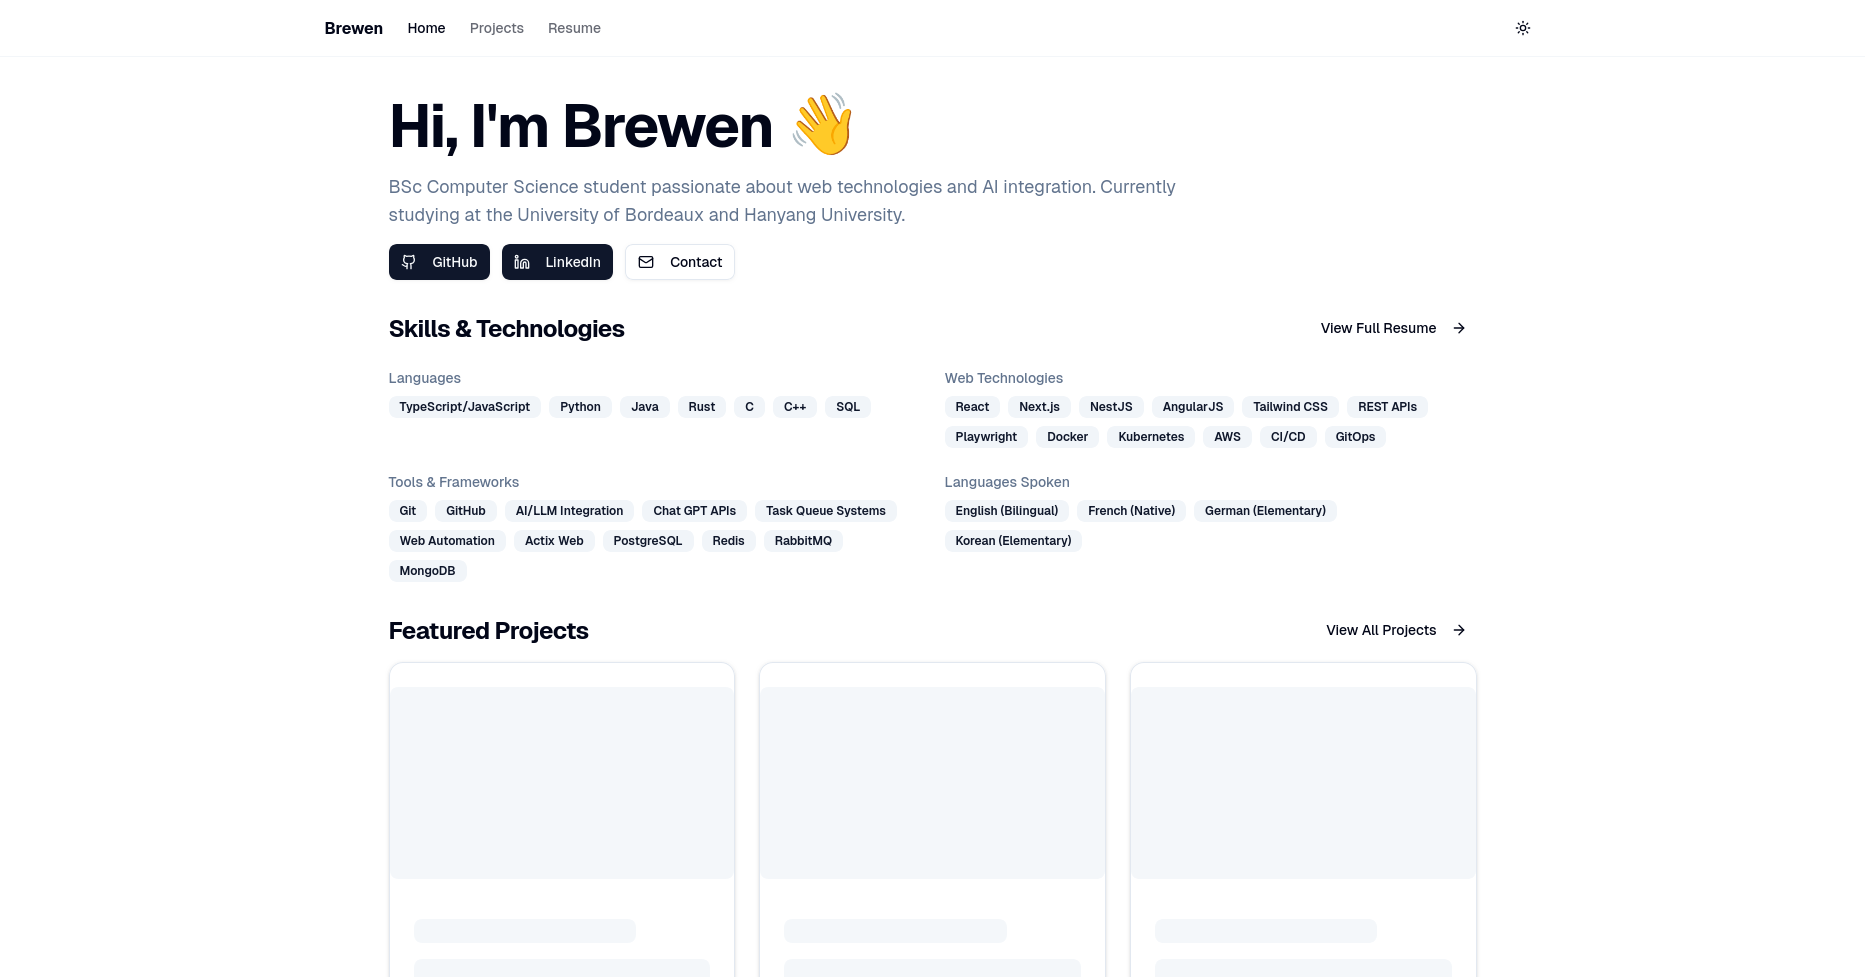 Brewen Home Projects Resume
Hi, I'm Brewen 👋
BSc Computer Science student passionate about web technologies and AI integration. Currently
studying at the University of Bordeaux and Hanyang University.
GitHub LinkedIn Contact
Skills & Technologies
View Full Resume
Languages
TypeScript/JavaScript Python Java Rust C C++ SQL
Web Technologies
React Next.js NestJS AngularJS Tailwind CSS REST APIs
Playwright Docker Kubernetes AWS CI/CD GitOps
Tools & Frameworks
Git GitHub AI/LLM Integration Chat GPT APIs Task Queue Systems
Web Automation Actix Web PostgreSQL Redis RabbitMQ
MongoDB
Languages Spoken
English (Bilingual) French (Native) German (Elementary)
Korean (Elementary)
Featured Projects
View All Projects